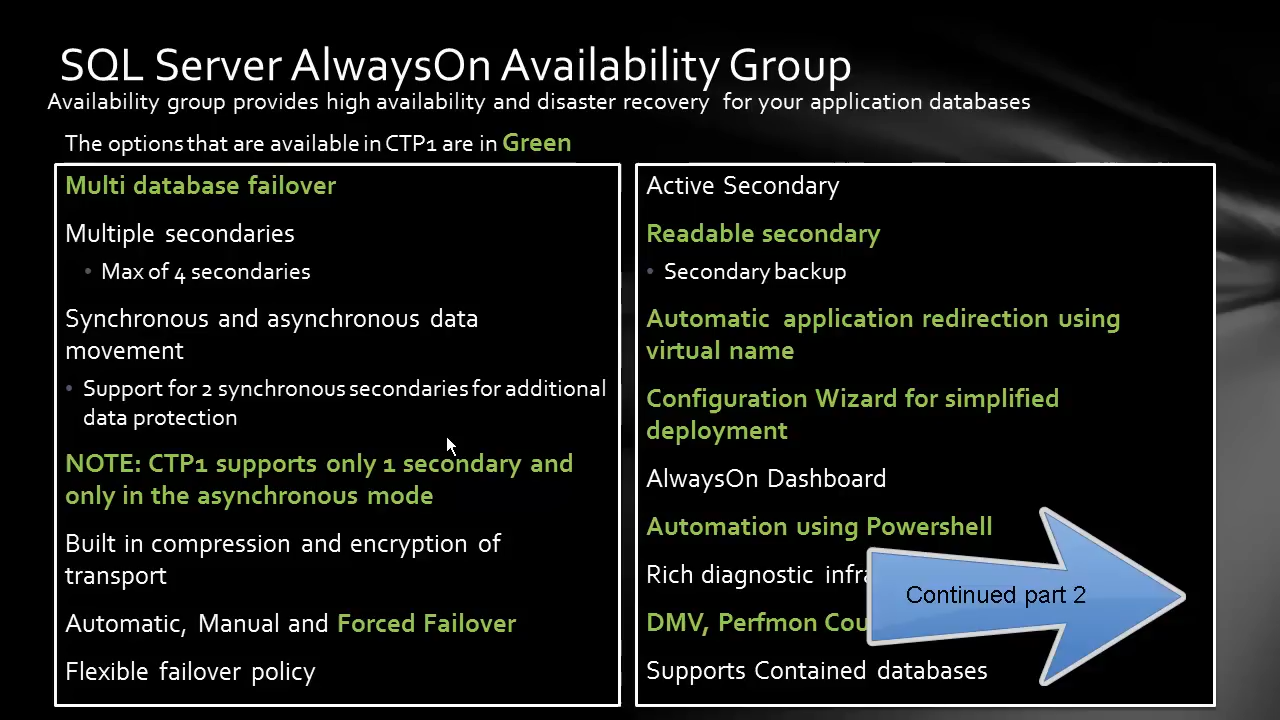 SQL Server AlwaysOn Availability Group
Availability group provides high availability and disaster recovery for your application databases
The options that are available in CTP1 are in Green
Multi database failover
Multiple secondaries
• Max of 4 secondaries
Synchronous and asynchronous data
movement
• Support for 2 synchronous secondaries for additional
data protection
NOTE: CTP1 supports only 1 secondary and
only in the asynchronous mode
Built in compression and encryption of
transport
Automatic, Manual and Forced Failover
Flexible failover policy
Active Secondary
Readable secondary
• Secondary backup
Automatic application redirection using
virtual name
Configuration Wizard for simplified
deployment
AlwaysOn Dashboard
Automation using Powershell
Rich diagnostic
DMV, Perfmon
Supports Contained databases
Continued part 2